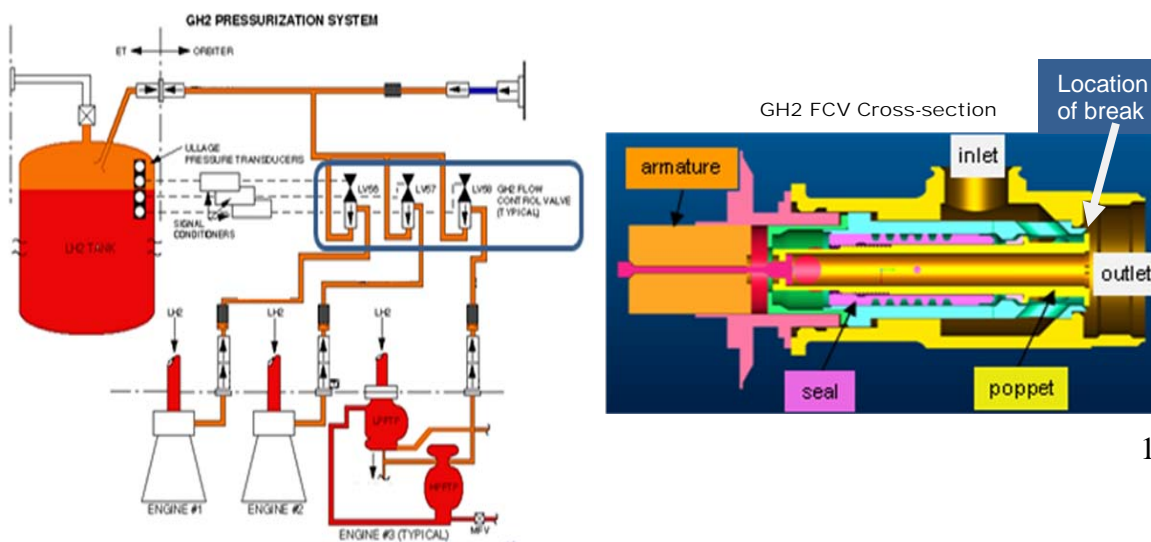 GH2 PRESSURIZATION SYSTEM
ET
ORBITER
ULLAGE
PRESSURE TRANSDUCERS
LV56
LV57
LV58
GH2 FLOW
CONTROL VALVE
(TYPICAL)
SIGNAL
CONDITIONERS
LH2 TANK
LH2
LH2
LH2
LPFTP
HPFTP
ENGINE #1
ENGINE #2
ENGINE #3 (TYPICAL)
MFV
GH2 FCV Cross-section
Location
of break
armature
inlet
outlet
seal
poppet
1